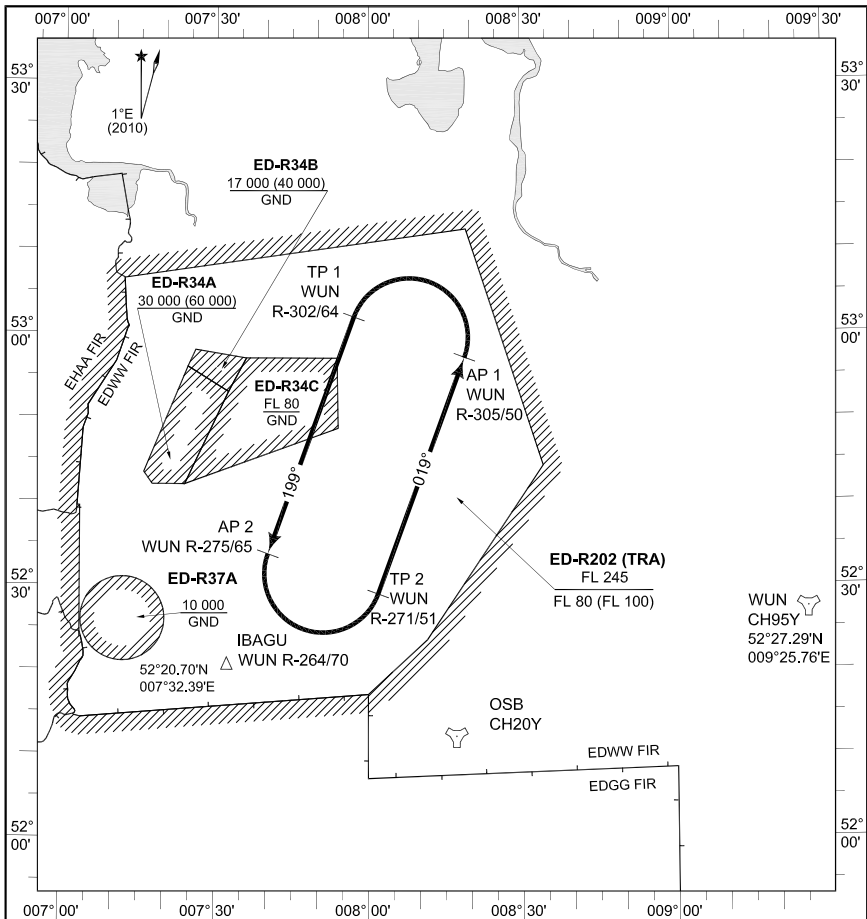 007°00' 007°30' 008°00' 008°30' 009°00' 009°30'
53°
30'
53°
30'
1°E
(2010)
ED-R34B
17 000 (40 000)
GND
ED-R34A
30 000 (60 000)
GND
TP 1
WUN
R-302/64
53°
00'
53°
00'
EHAA FIR
EDWW FIR
ED-R34C
FL 80
GND
AP 1
WUN
R-305/50
199°
019°
AP 2
WUN R-275/65
ED-R37A
10 000
GND
TP 2
WUN
R-271/51
ED-R202 (TRA)
FL 245
FL 80 (FL 100)
52°
30'
52°
30'
WUN
CH95Y
52°27.29'N
009°25.76'E
IBAGU
WUN R-264/70
52°20.70'N
007°32.39'E
OSB
CH20Y
EDWW FIR
EDGG FIR
52°
00'
52°
00'
007°00' 007°30' 008°00' 008°30' 009°00'